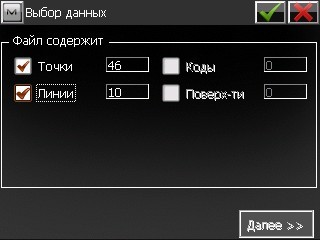 M Выбор данных
Файл содержит
Точки 46 Коды 0
Линии 10 Поверх-ти 0
Далее >>